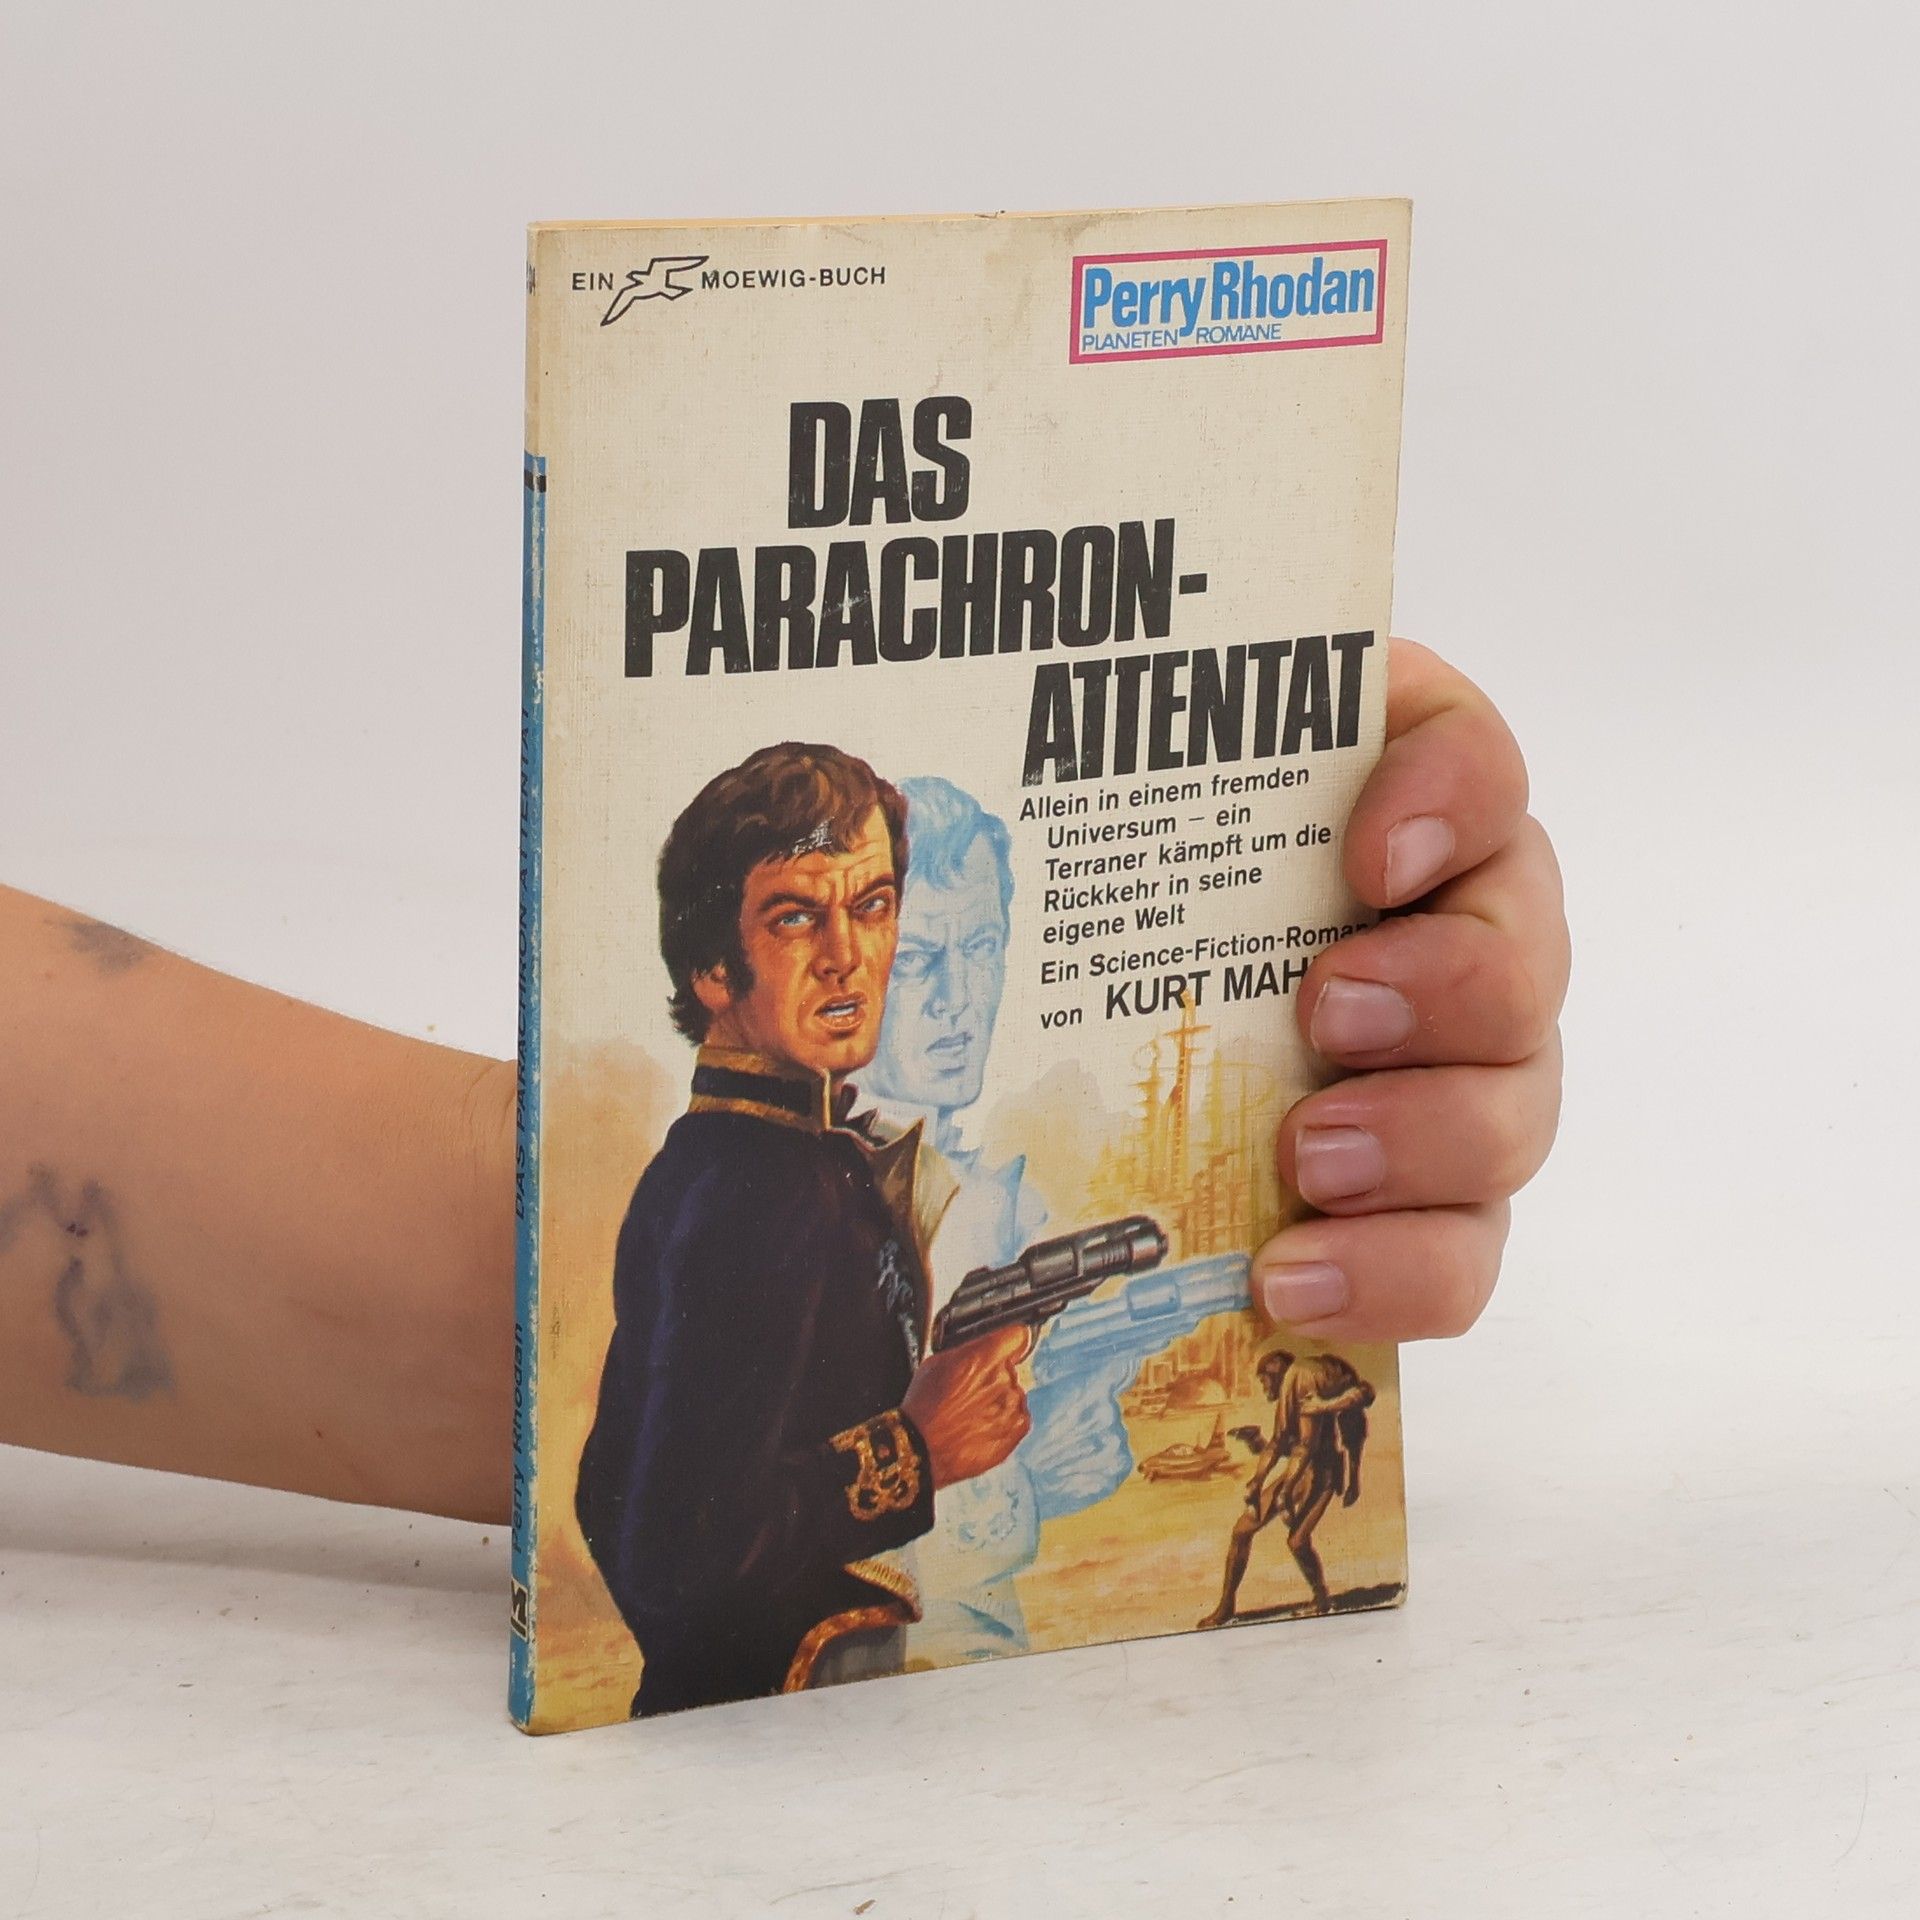 EIN MOEWIG-BUCH
Perry Rhodan
PLANETEN ROMANE
DAS
PARACHRON-
ATTENTAT
Allein in einem fremden
Universum – ein
Terraner kämpft um die
Rückkehr in seine
eigene Welt
Ein Science-Fiction-Roman
von KURT MAH
Perry Rhodan DAS PARACHRON ATTENTAT